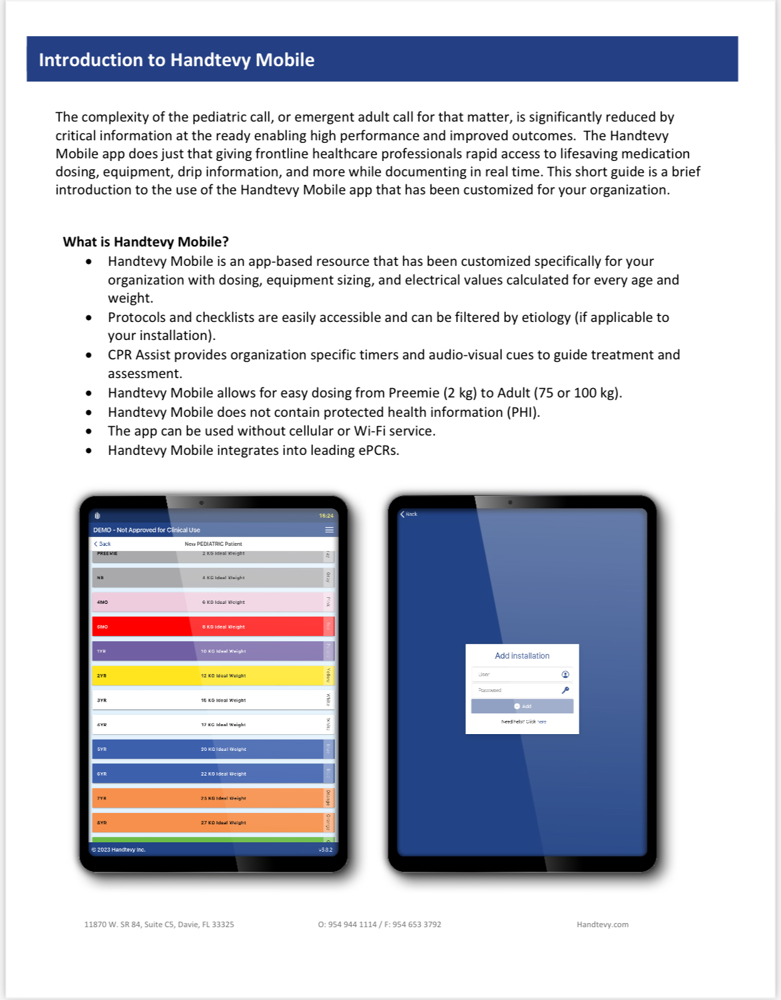 Introduction to Handtevy Mobile
The complexity of the pediatric call, or emergent adult call for that matter, is significantly reduced by
critical information at the ready enabling high performance and improved outcomes.  The Handtevy
Mobile app does just that giving frontline healthcare professionals rapid access to lifesaving medication
dosing, equipment, drip information, and more while documenting in real time. This short guide is a brief
introduction to the use of the Handtevy Mobile app that has been customized for your organization.
What is Handtevy Mobile?
• Handtevy Mobile is an app-based resource that has been customized specifically for your
organization with dosing, equipment sizing, and electrical values calculated for every age and
weight.
• Protocols and checklists are easily accessible and can be filtered by etiology (if applicable to
your installation).
• CPR Assist provides organization specific timers and audio-visual cues to guide treatment and
assessment.
• Handtevy Mobile allows for easy dosing from Preemie (2 kg) to Adult (75 or 100 kg).
• Handtevy Mobile does not contain protected health information (PHI).
• The app can be used without cellular or Wi-Fi service.
• Handtevy Mobile integrates into leading ePCRs.
16:24
DEMO - Not Approved for Clinical Use
Back New PEDIATRIC Patient
PREEMIE 2 KG Ideal Weight
NB 4 KG Ideal Weight Gray
4MO 6 KG Ideal Weight Pink
6MO 8 KG Ideal Weight Red
1YR 10 KG Ideal Weight Purple
2YR 12 KG Ideal Weight Yellow
3YR 15 KG Ideal Weight White
4YR 17 KG Ideal Weight White
5YR 20 KG Ideal Weight Blue
6YR 22 KG Ideal Weight Blue
7YR 25 KG Ideal Weight Orange
8YR 27 KG Ideal Weight Orange
© 2023 Handtevy Inc. v5.8.2
Back
Add installation
User
Password
Add
Need help? Click here
11870 W. SR 84, Suite C5, Davie, FL 33325 O: 954 944 1114 / F: 954 653 3792 Handtevy.com